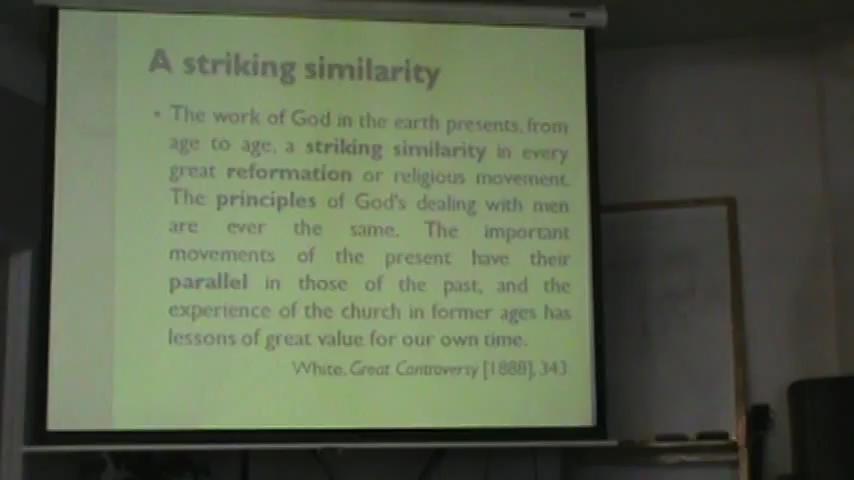 A striking similarity
• The work of God in the earth presents, from
age to age, a striking similarity in every
great reformation or religious movement.
The principles of God's dealing with men
are ever the same. The important
movements of the present have their
parallel in those of the past, and the
experience of the church in former ages has
lessons of great value for our own time.
White, Great Controversy [1888], 343